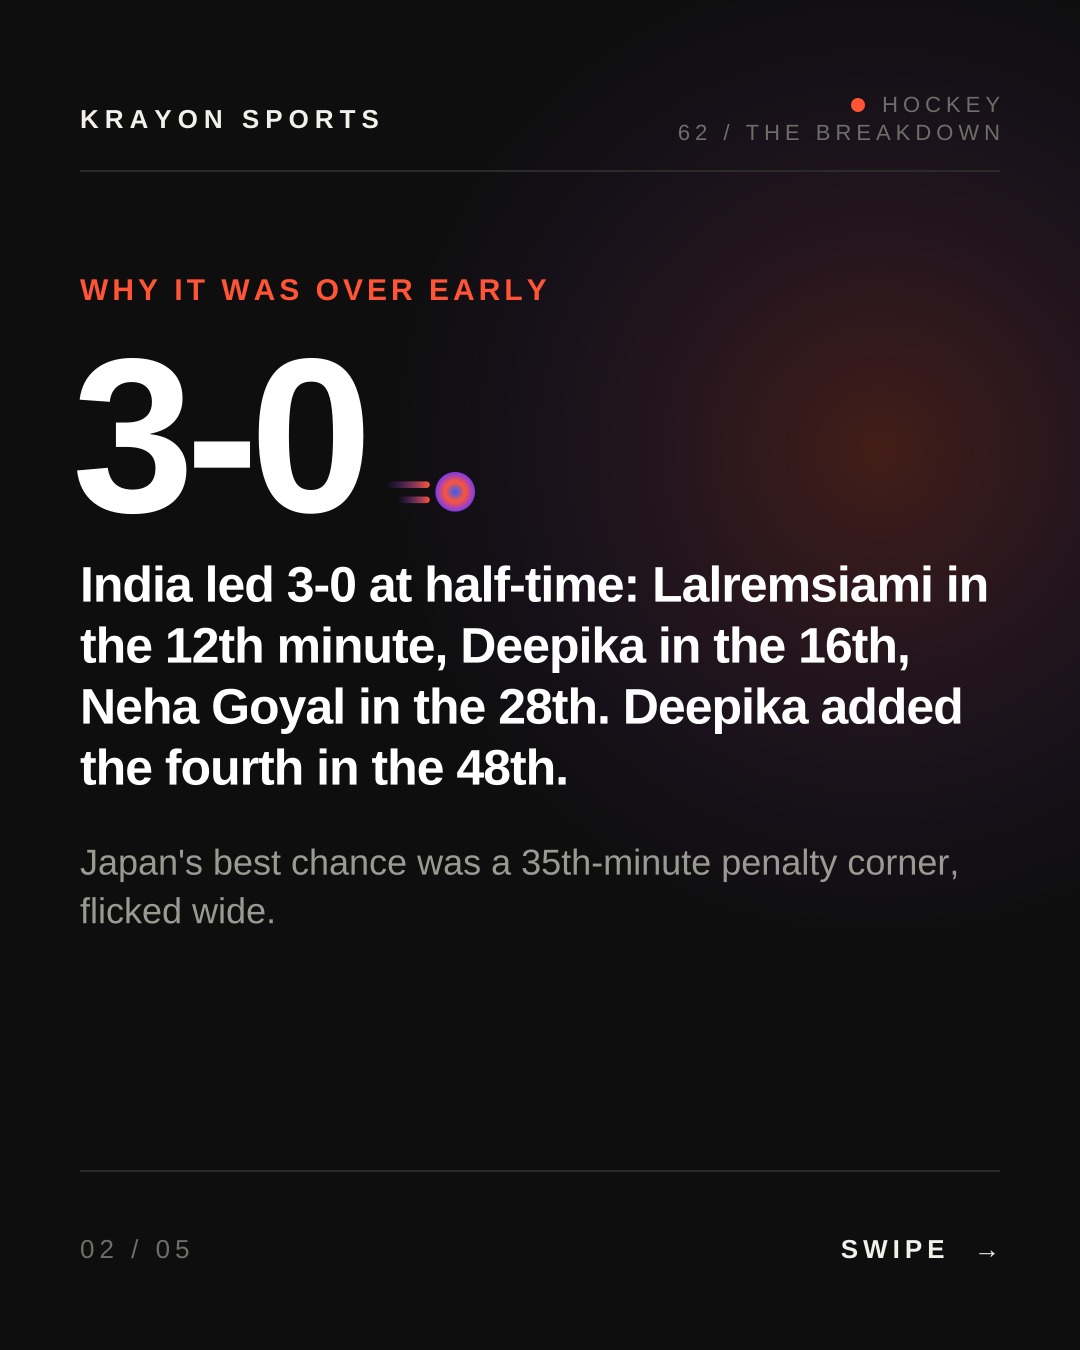 KRAYON SPORTS
HOCKEY
62 / THE BREAKDOWN
WHY IT WAS OVER EARLY
3-0
India led 3-0 at half-time: Lalremsiami in
the 12th minute, Deepika in the 16th,
Neha Goyal in the 28th. Deepika added
the fourth in the 48th.
Japan's best chance was a 35th-minute penalty corner,
flicked wide.
02 / 05
SWIPE →